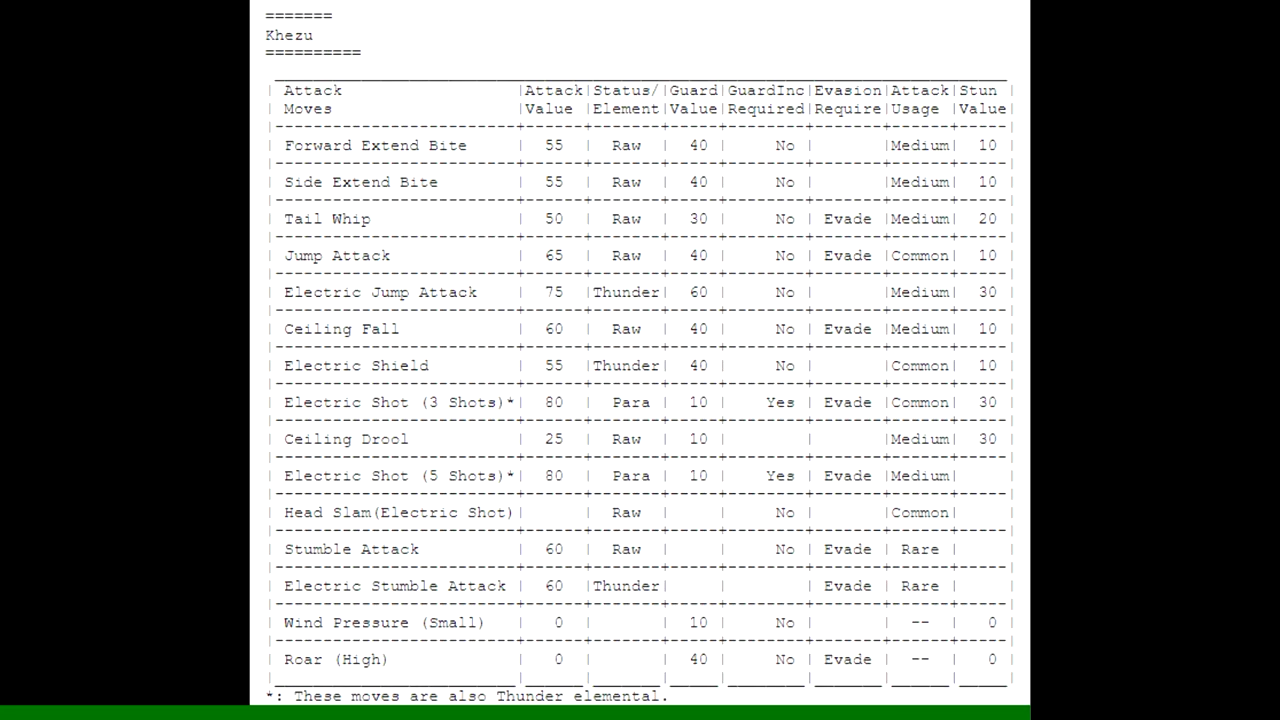 =======
Khezu
==========
Attack |Attack|Status/|Guard|GuardInc|Evasion|Attack|Stun |
Moves |Value |Element|Value|Required|Require|Usage |Value|
Forward Extend Bite | 55 | Raw | 40 | No | |Medium| 10 |
Side Extend Bite | 55 | Raw | 40 | No | |Medium| 10 |
Tail Whip | 50 | Raw | 30 | No | Evade |Medium| 20 |
Jump Attack | 65 | Raw | 40 | No | Evade |Common| 10 |
Electric Jump Attack | 75 |Thunder| 60 | No | |Medium| 30 |
Ceiling Fall | 60 | Raw | 40 | No | Evade |Medium| 10 |
Electric Shield | 55 |Thunder| 40 | No | |Common| 10 |
Electric Shot (3 Shots)*| 80 | Para | 10 | Yes | Evade |Common| 30 |
Ceiling Drool | 25 | Raw | 10 | | |Medium| 30 |
Electric Shot (5 Shots)*| 80 | Para | 10 | Yes | Evade |Medium| |
Head Slam(Electric Shot)| | Raw | | No | |Common| |
Stumble Attack | 60 | Raw | | No | Evade | Rare | |
Electric Stumble Attack | 60 |Thunder| | | Evade | Rare | |
Wind Pressure (Small) | 0 | | 10 | No | | -- | 0 |
Roar (High) | 0 | | 40 | No | Evade | -- | 0 |
*: These moves are also Thunder elemental.